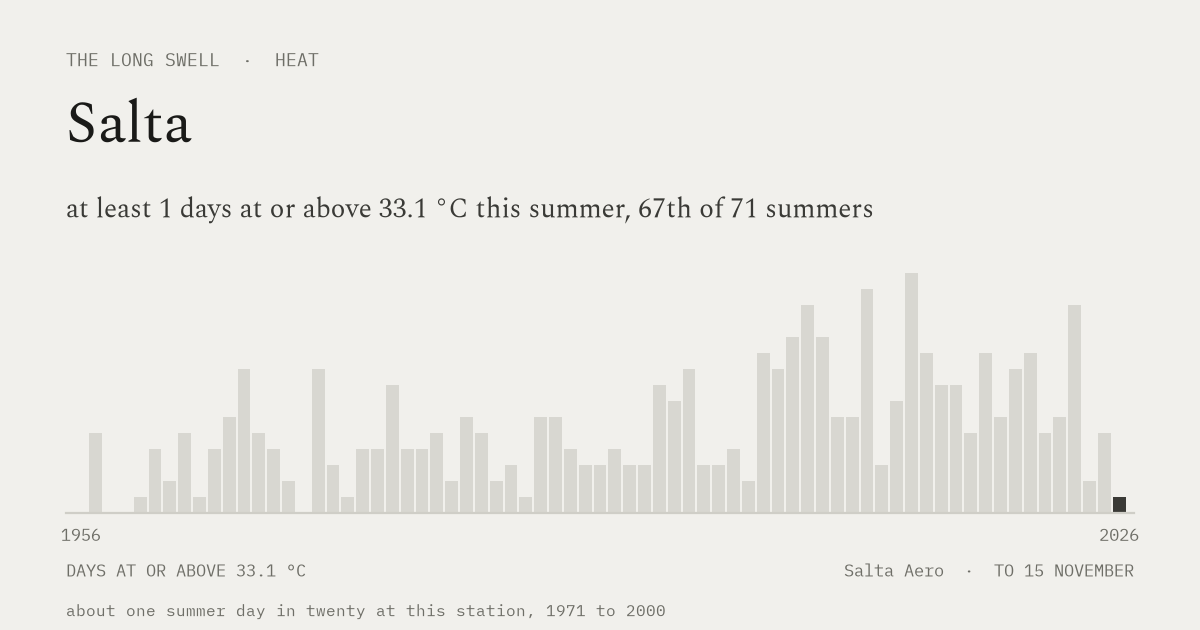 THE LONG SWELL · HEAT
Salta
at least 1 days at or above 33.1 °C this summer, 67th of 71 summers
1956 2026
DAYS AT OR ABOVE 33.1 °C Salta Aero · TO 15 NOVEMBER
about one summer day in twenty at this station, 1971 to 2000